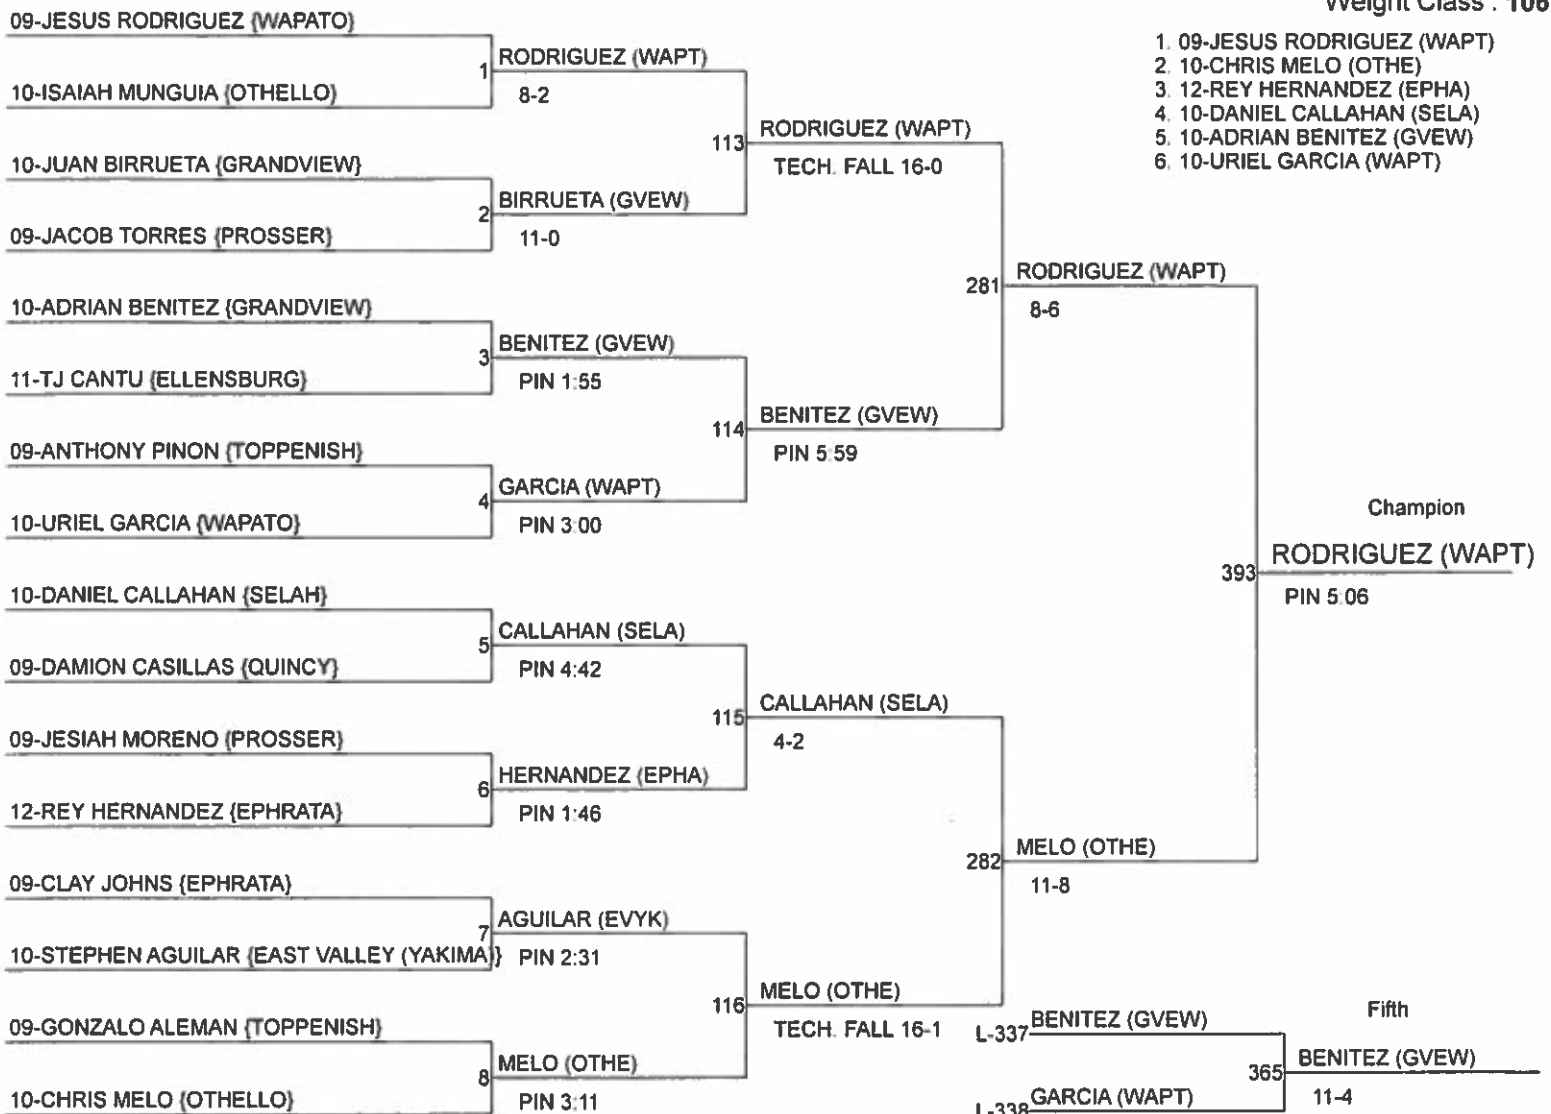 Weight Class : 106
1. 09-JESUS RODRIGUEZ (WAPT)
2. 10-CHRIS MELO (OTHE)
3. 12-REY HERNANDEZ (EPHA)
4. 10-DANIEL CALLAHAN (SELA)
5. 10-ADRIAN BENITEZ (GVEW)
6. 10-URIEL GARCIA (WAPT)
09-JESUS RODRIGUEZ {WAPATO}
10-ISAIAH MUNGUIA {OTHELLO}
10-JUAN BIRRUETA {GRANDVIEW}
09-JACOB TORRES {PROSSER}
10-ADRIAN BENITEZ {GRANDVIEW}
11-TJ CANTU {ELLENSBURG}
09-ANTHONY PINON {TOPPENISH}
10-URIEL GARCIA {WAPATO}
10-DANIEL CALLAHAN {SELAH}
09-DAMION CASILLAS {QUINCY}
09-JESIAH MORENO {PROSSER}
12-REY HERNANDEZ {EPHRATA}
09-CLAY JOHNS {EPHRATA}
10-STEPHEN AGUILAR {EAST VALLEY (YAKIMA)}
09-GONZALO ALEMAN {TOPPENISH}
10-CHRIS MELO {OTHELLO}
1 RODRIGUEZ (WAPT)
8-2
2 BIRRUETA (GVEW)
11-0
3 BENITEZ (GVEW)
PIN 1:55
4 GARCIA (WAPT)
PIN 3:00
5 CALLAHAN (SELA)
PIN 4:42
6 HERNANDEZ (EPHA)
PIN 1:46
7 AGUILAR (EVYK)
PIN 2:31
8 MELO (OTHE)
PIN 3:11
113 RODRIGUEZ (WAPT)
TECH. FALL 16-0
114 BENITEZ (GVEW)
PIN 5:59
115 CALLAHAN (SELA)
4-2
116 MELO (OTHE)
TECH. FALL 16-1
281 RODRIGUEZ (WAPT)
8-6
282 MELO (OTHE)
11-8
Champion
393 RODRIGUEZ (WAPT)
PIN 5:06
Fifth
L-337 BENITEZ (GVEW)
L-338 GARCIA (WAPT)
365 BENITEZ (GVEW)
11-4